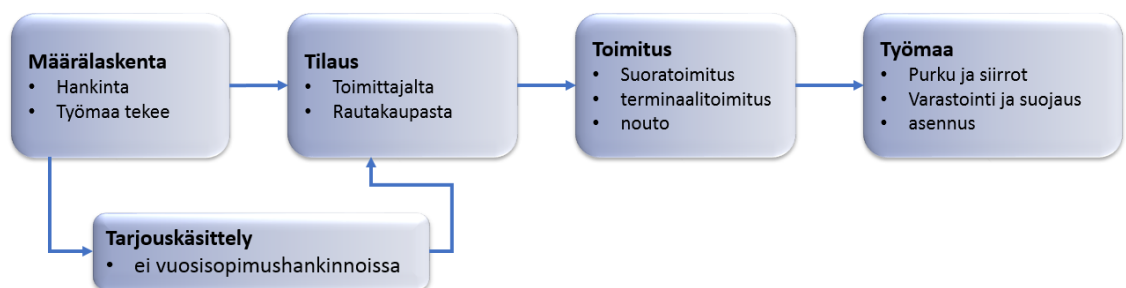 Määrälaskenta
• Hankinta
• Työmaa tekee
Tilaus
• Toimittajalta
• Rautakaupasta
Toimitus
• Suoratoimitus
• terminaalitoimitus
• nouto
Työmaa
• Purku ja siirrot
• Varastointi ja suojaus
• asennus
Tarjouskäsittely
• ei vuosisopimushankinnoissa